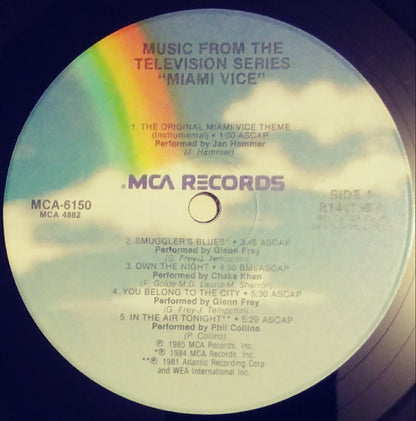 MUSIC FROM THE
TELEVISION SERIES
"MIAMI VICE"
1. THE ORIGINAL MIAMI VICE THEME
(Instrumental) • 1:00 ASCAP
Performed by Jan Hammer
(J. Hammer)
MCA RECORDS
MCA-6150
MCA 4882
SIDE 1
2. SMUGGLER'S BLUES* • 3:45 ASCAP
Performed by Glenn Frey
(G. Frey-J. Tempchin)
3. OWN THE NIGHT • 4:50 BMI/ASCAP
Performed by Chaka Khan
(F. Golde-M.D. Lauria-M. Sharron)
4. YOU BELONG TO THE CITY • 5:30 ASCAP
Performed by Glenn Frey
(G. Frey-J. Tempchin)
5. IN THE AIR TONIGHT** • 5:29 ASCAP
Performed by Phil Collins
(P. Collins)
℗ 1985 MCA Records, Inc.
*℗ 1984 MCA Records, Inc.
**℗ 1981 Atlantic Recording Corp
and WEA International Inc.